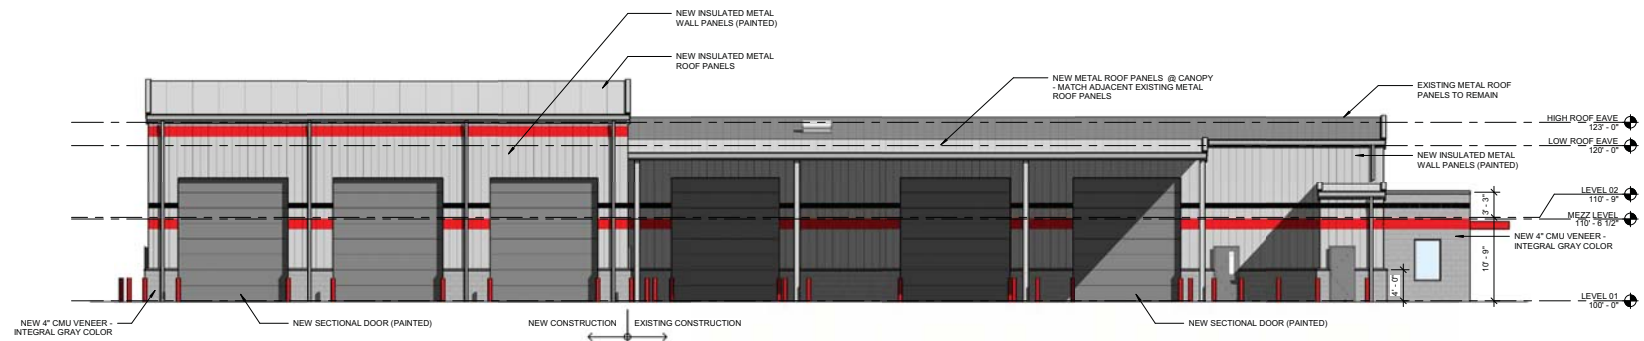 NEW INSULATED METAL
WALL PANELS (PAINTED)
NEW INSULATED METAL
ROOF PANELS
NEW METAL ROOF PANELS @ CANOPY
- MATCH ADJACENT EXISTING METAL
ROOF PANELS
EXISTING METAL ROOF
PANELS TO REMAIN
HIGH ROOF EAVE
123' - 0"
LOW ROOF EAVE
120' - 0"
NEW INSULATED METAL
WALL PANELS (PAINTED)
LEVEL 02
110' - 9"
3' - 3"
MEZZ LEVEL
110' - 6 1/2"
NEW 4" CMU VENEER -
INTEGRAL GRAY COLOR
10' - 9"
4' - 0"
LEVEL 01
100' - 0"
NEW 4" CMU VENEER -
INTEGRAL GRAY COLOR
NEW SECTIONAL DOOR (PAINTED)
NEW CONSTRUCTION
EXISTING CONSTRUCTION
NEW SECTIONAL DOOR (PAINTED)